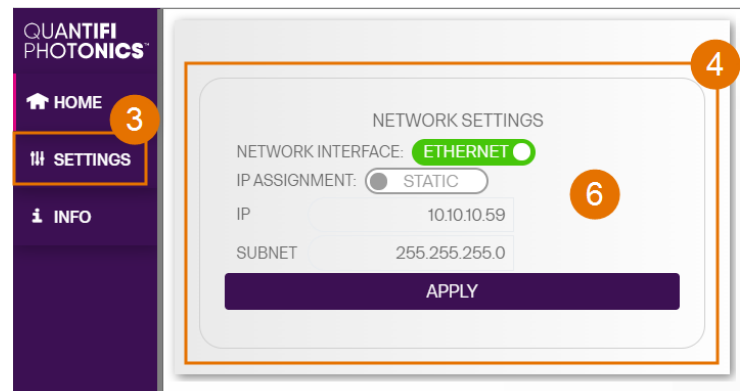 QUANTIFI
PHOTONICS™
HOME
3
SETTINGS
INFO
4
NETWORK SETTINGS
NETWORK INTERFACE: ETHERNET
IP ASSIGNMENT: STATIC
6
IP 10.10.10.59
SUBNET 255.255.255.0
APPLY